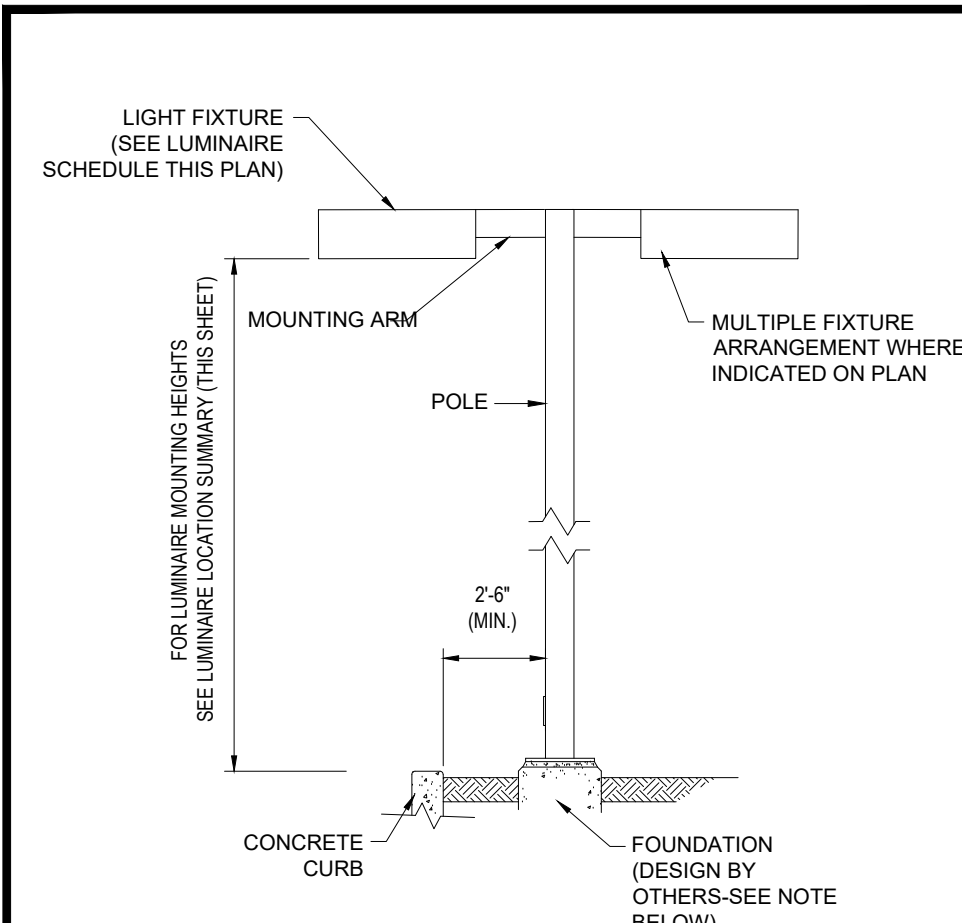 LIGHT FIXTURE
(SEE LUMINAIRE
SCHEDULE THIS PLAN)
MOUNTING ARM
MULTIPLE FIXTURE
ARRANGEMENT WHERE
INDICATED ON PLAN
POLE
FOR LUMINAIRE MOUNTING HEIGHTS
SEE LUMINAIRE LOCATION SUMMARY (THIS SHEET)
2'-6"
(MIN.)
CONCRETE
CURB
FOUNDATION
(DESIGN BY
OTHERS-SEE NOTE
BELOW)